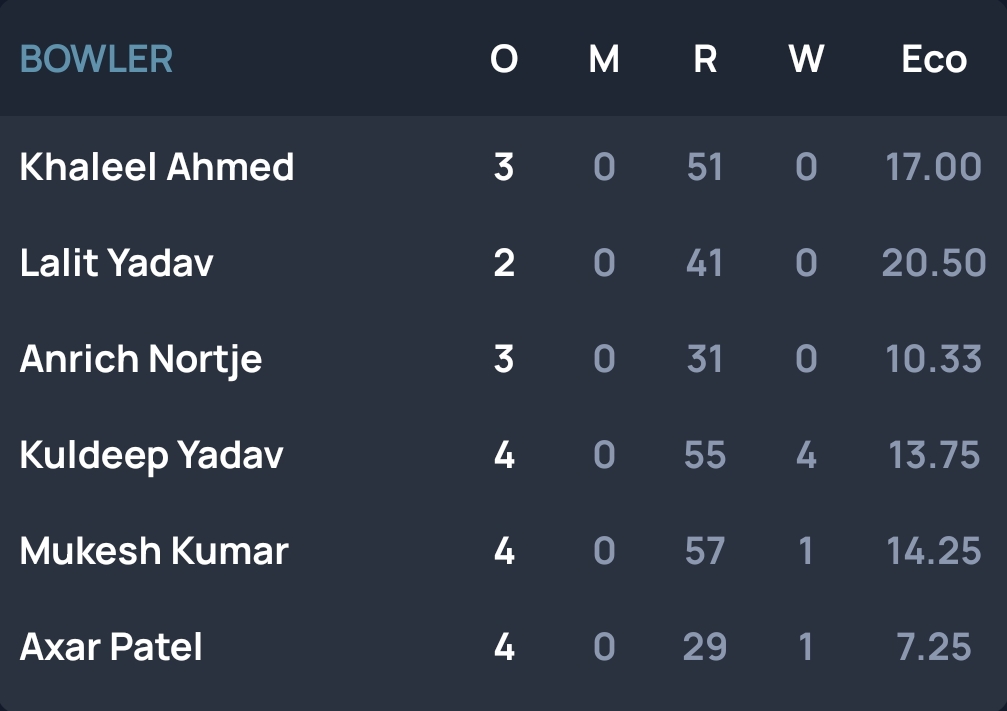 BOWLER O M R W Eco
Khaleel Ahmed 3 0 51 0 17.00
Lalit Yadav 2 0 41 0 20.50
Anrich Nortje 3 0 31 0 10.33
Kuldeep Yadav 4 0 55 4 13.75
Mukesh Kumar 4 0 57 1 14.25
Axar Patel 4 0 29 1 7.25